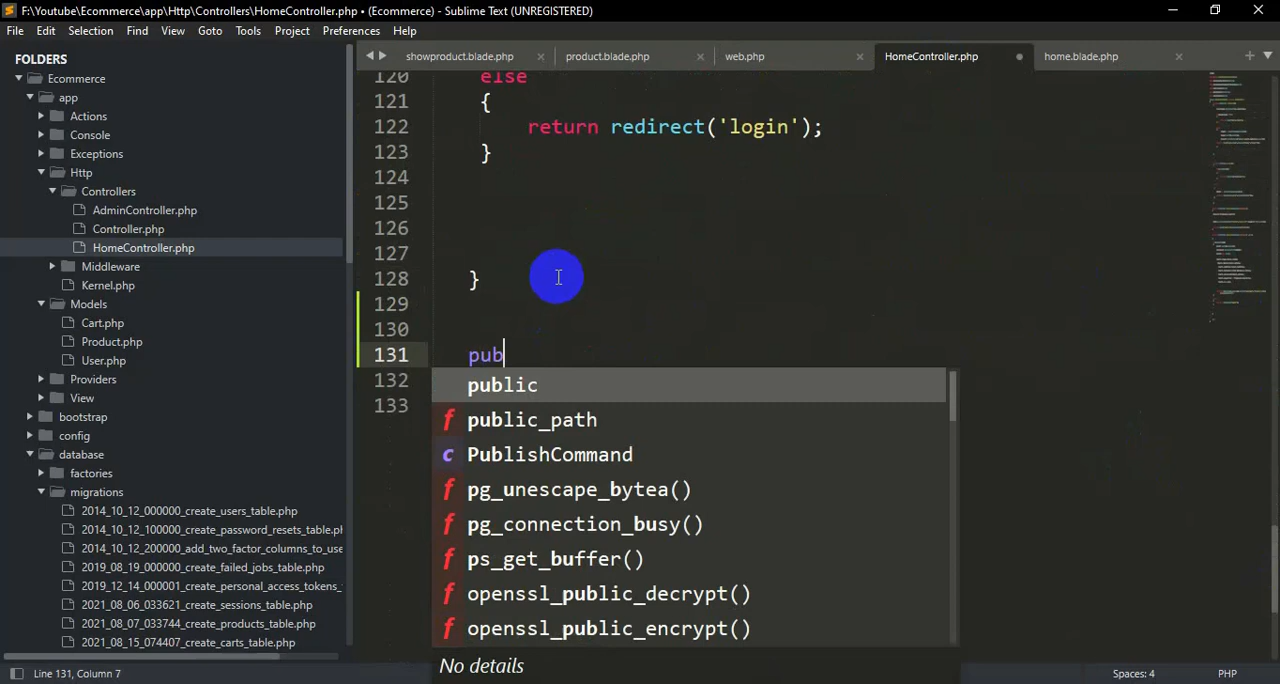 F:\Youtube\Ecommerce\app\Http\Controllers\HomeController.php • (Ecommerce) - Sublime Text (UNREGISTERED)
File Edit Selection Find View Goto Tools Project Preferences Help
FOLDERS
Ecommerce
app
Actions
Console
Exceptions
Http
Controllers
AdminController.php
Controller.php
HomeController.php
Middleware
Kernel.php
Models
Cart.php
Product.php
User.php
Providers
View
bootstrap
config
database
factories
migrations
2014_10_12_000000_create_users_table.php
2014_10_12_100000_create_password_resets_table.ph
2014_10_12_200000_add_two_factor_columns_to_use
2019_08_19_000000_create_failed_jobs_table.php
2019_12_14_000001_create_personal_access_tokens_
2021_08_06_033621_create_sessions_table.php
2021_08_07_033744_create_products_table.php
2021_08_15_074407_create_carts_table.php
showproduct.blade.php product.blade.php web.php HomeController.php home.blade.php
120 else
121 {
122 return redirect('login');
123 }
124
125
126
127
128 }
129
130
131 pub
132
133
public
f public_path
c PublishCommand
f pg_unescape_bytea()
f pg_connection_busy()
f ps_get_buffer()
f openssl_public_decrypt()
f openssl_public_encrypt()
No details
Line 131, Column 7 Spaces: 4 PHP